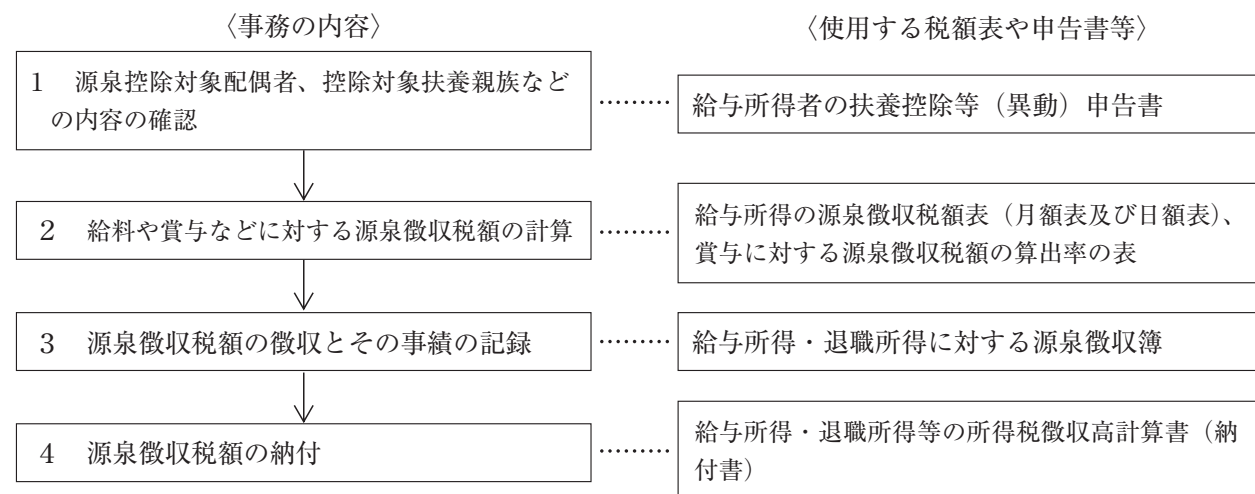 〈事務の内容〉
〈使用する税額表や申告書等〉
1　源泉控除対象配偶者、控除対象扶養親族など
の内容の確認
給与所得者の扶養控除等（異動）申告書
2　給料や賞与などに対する源泉徴収税額の計算
給与所得の源泉徴収税額表（月額表及び日額表）、
賞与に対する源泉徴収税額の算出率の表
3　源泉徴収税額の徴収とその事績の記録
給与所得・退職所得に対する源泉徴収簿
4　源泉徴収税額の納付
給与所得・退職所得等の所得税徴収高計算書（納
付書）